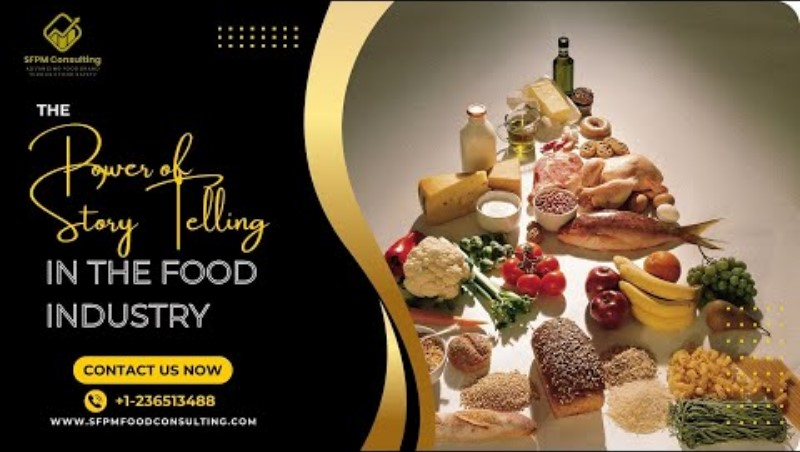 SFPM Consulting
THE
Power of
Story Telling
IN THE FOOD
INDUSTRY
CONTACT US NOW
+1-236513488
WWW.SFPMFOODCONSULTING.COM